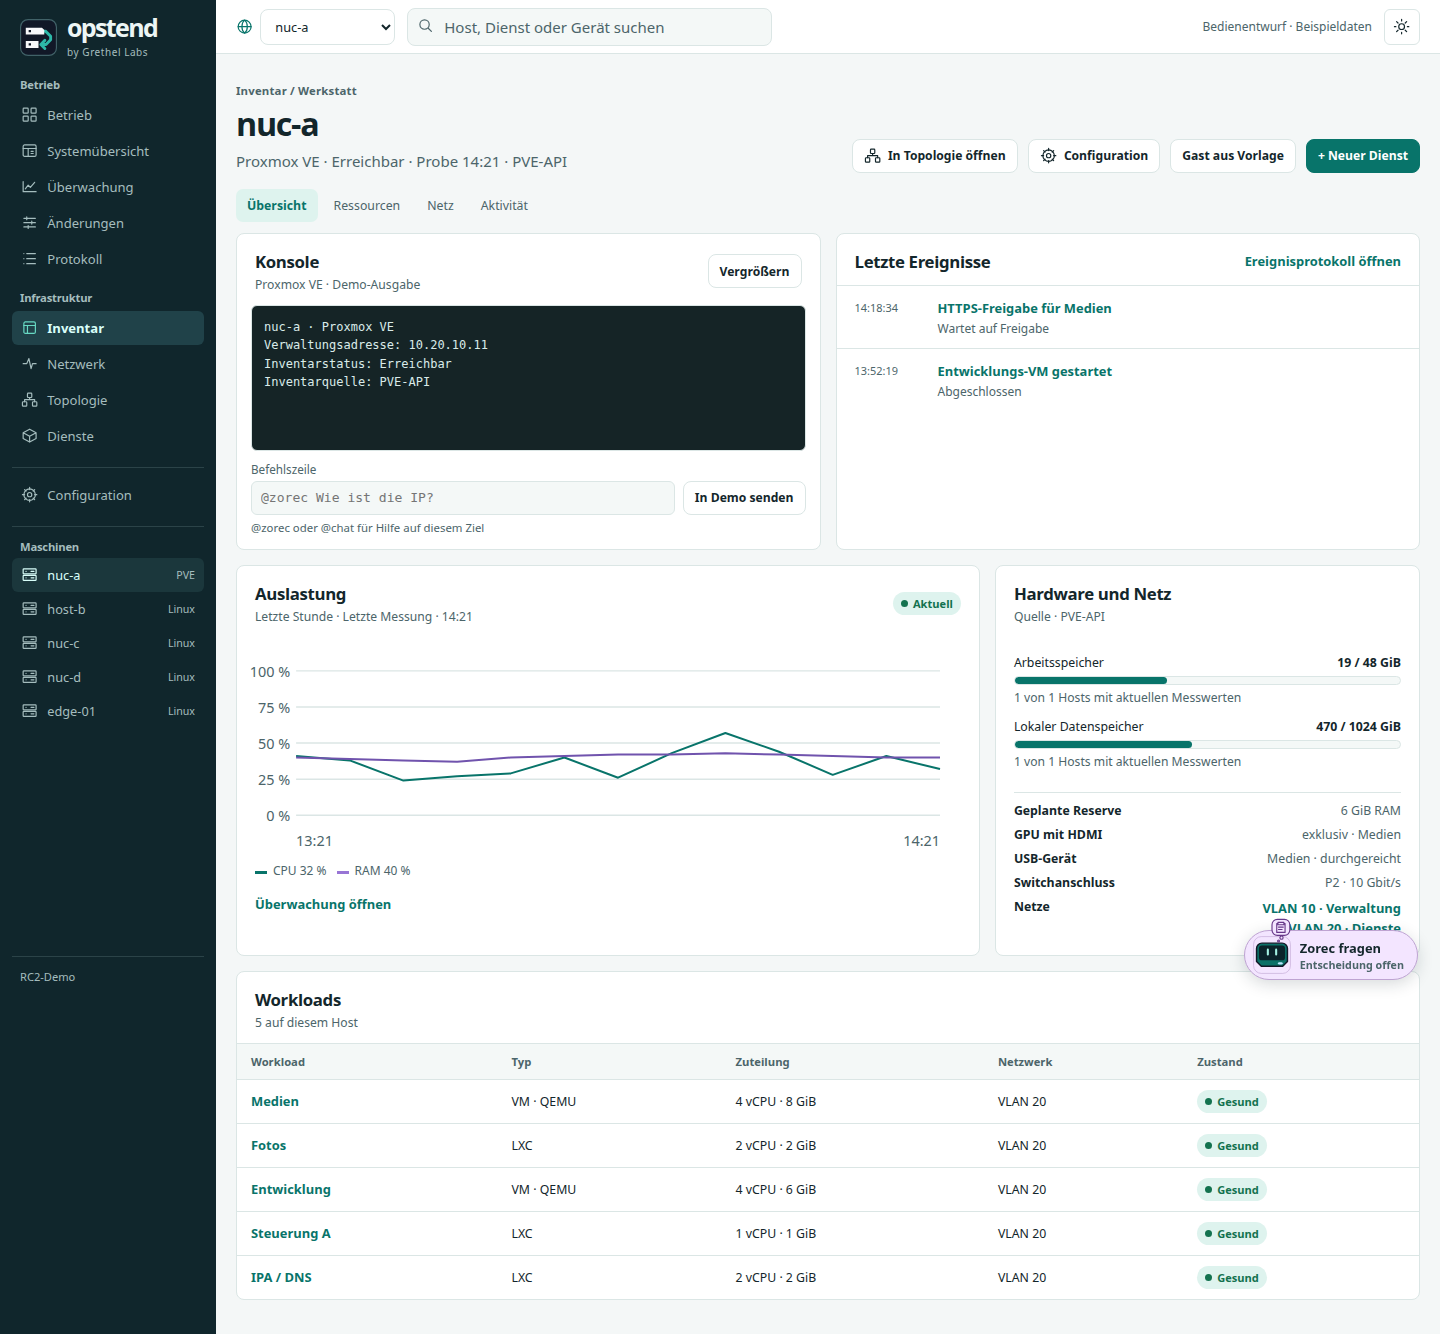 opstend
by Grethel Labs
Betrieb
Betrieb
Systemübersicht
Überwachung
Änderungen
Protokoll
Infrastruktur
Inventar
Netzwerk
Topologie
Dienste
Configuration
Maschinen
nuc-a PVE
host-b Linux
nuc-c Linux
nuc-d Linux
edge-01 Linux
RC2-Demo
nuc-a
Host, Dienst oder Gerät suchen
Bedienentwurf · Beispieldaten
Inventar / Werkstatt
nuc-a
Proxmox VE · Erreichbar · Probe 14:21 · PVE-API
In Topologie öffnen
Configuration
Gast aus Vorlage
+ Neuer Dienst
Übersicht Ressourcen Netz Aktivität
Konsole
Proxmox VE · Demo-Ausgabe
Vergrößern
nuc-a · Proxmox VE
Verwaltungsadresse: 10.20.10.11
Inventarstatus: Erreichbar
Inventarquelle: PVE-API
Befehlszeile
@zorec Wie ist die IP?
In Demo senden
@zorec oder @chat für Hilfe auf diesem Ziel
Letzte Ereignisse
Ereignisprotokoll öffnen
14:18:34 HTTPS-Freigabe für Medien
Wartet auf Freigabe
13:52:19 Entwicklungs-VM gestartet
Abgeschlossen
Auslastung
Letzte Stunde · Letzte Messung · 14:21
Aktuell
100 %
75 %
50 %
25 %
0 %
13:21 14:21
CPU 32 % RAM 40 %
Überwachung öffnen
Hardware und Netz
Quelle · PVE-API
Arbeitsspeicher 19 / 48 GiB
1 von 1 Hosts mit aktuellen Messwerten
Lokaler Datenspeicher 470 / 1024 GiB
1 von 1 Hosts mit aktuellen Messwerten
Geplante Reserve 6 GiB RAM
GPU mit HDMI exklusiv · Medien
USB-Gerät Medien · durchgereicht
Switchanschluss P2 · 10 Gbit/s
Netze VLAN 10 · Verwaltung
VLAN 20 · Dienste
Zorec fragen
Entscheidung offen
Workloads
5 auf diesem Host
Workload Typ Zuteilung Netzwerk Zustand
Medien VM · QEMU 4 vCPU · 8 GiB VLAN 20 Gesund
Fotos LXC 2 vCPU · 2 GiB VLAN 20 Gesund
Entwicklung VM · QEMU 4 vCPU · 6 GiB VLAN 20 Gesund
Steuerung A LXC 1 vCPU · 1 GiB VLAN 20 Gesund
IPA / DNS LXC 2 vCPU · 2 GiB VLAN 20 Gesund